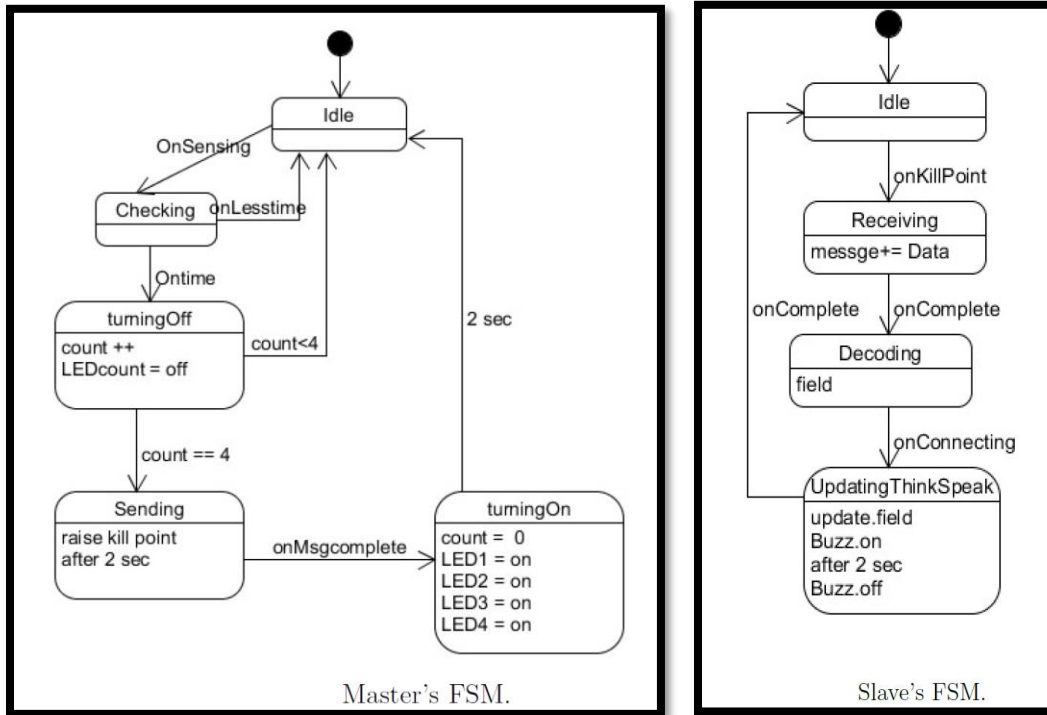 Idle
OnSensing
Checking
onLesstime
Ontime
turningOff
count ++
LEDcount = off
count<4
2 sec
count == 4
Sending
raise kill point
after 2 sec
onMsgcomplete
turningOn
count = 0
LED1 = on
LED2 = on
LED3 = on
LED4 = on
Master's FSM.
Idle
onKillPoint
Receiving
messge+= Data
onComplete
onComplete
Decoding
field
onConnecting
UpdatingThinkSpeak
update.field
Buzz.on
after 2 sec
Buzz.off
Slave's FSM.